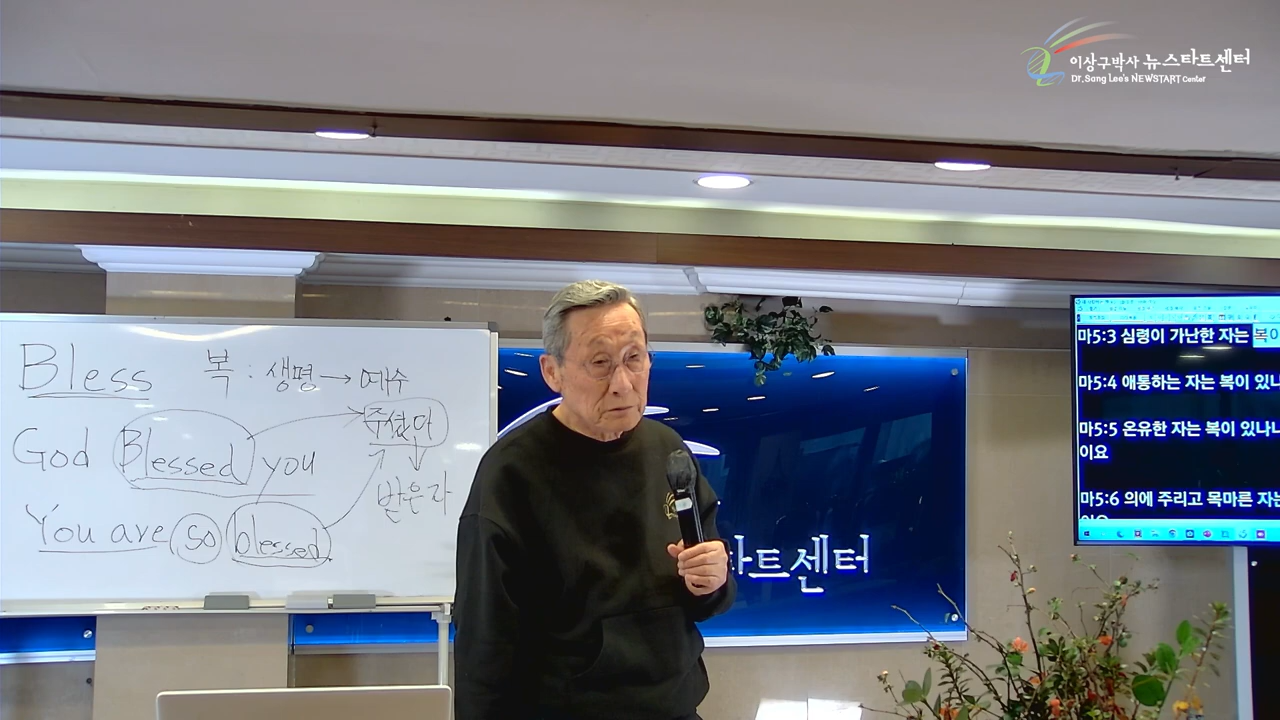 이상구박사 뉴스타트센터
Dr. Sang Lee's NEWSTART Center
Bless 복 : 생명 → 예수
God Blessed you 주셨다
받은자
You are so blessed.
타트센터
마5:3 심령이 가난한 자는 복이
마5:4 애통하는 자는 복이 있나
마5:5 온유한 자는 복이 있나니
이요
마5:6 의에 주리고 목마른 자는